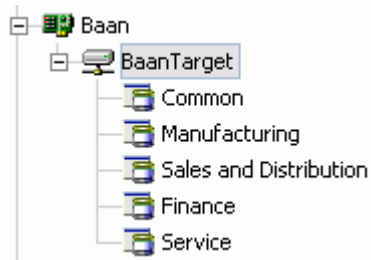 Baan
BaanTarget
Common
Manufacturing
Sales and Distribution
Finance
Service